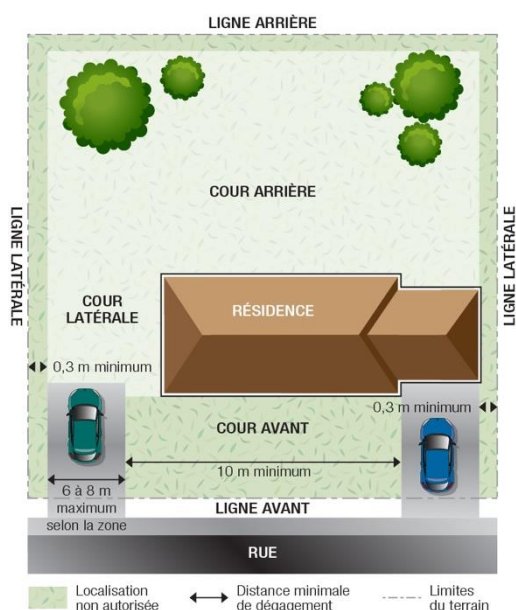 LIGNE ARRIÈRE
LIGNE LATÉRALE
LIGNE LATÉRALE
COUR ARRIÈRE
COUR
LATÉRALE
RÉSIDENCE
0,3 m minimum
0,3 m minimum
COUR AVANT
10 m minimum
6 à 8 m
maximum
selon la zone
LIGNE AVANT
RUE
Localisation
non autorisée
Distance minimale
de dégagement
Limites
du terrain